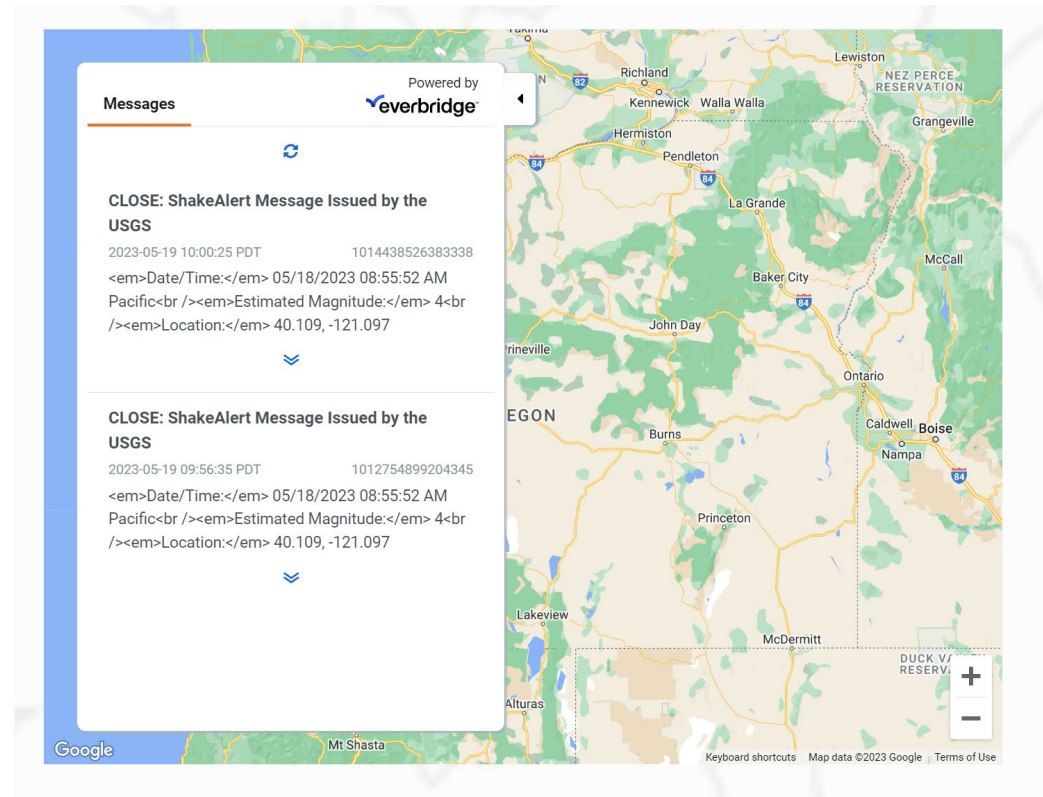 Messages
Powered by
everbridge
CLOSE: ShakeAlert Message Issued by the
USGS
2023-05-19 10:00:25 PDT 1014438526383338
<em>Date/Time:</em> 05/18/2023 08:55:52 AM
Pacific<br /><em>Estimated Magnitude:</em> 4<br
/><em>Location:</em> 40.109, -121.097
CLOSE: ShakeAlert Message Issued by the
USGS
2023-05-19 09:56:35 PDT 1012754899204345
<em>Date/Time:</em> 05/18/2023 08:55:52 AM
Pacific<br /><em>Estimated Magnitude:</em> 4<br
/><em>Location:</em> 40.109, -121.097
Lewiston
NEZ PERCE
RESERVATION
82
Richland
Kennewick Walla Walla
Grangeville
Hermiston
84
Pendleton
84
La Grande
McCall
Baker City
84
John Day
Prineville
Ontario
EGON
Caldwell Boise
Burns
Nampa
84
Princeton
Lakeview
McDermitt
Alturas
Mt Shasta
Google
Keyboard shortcuts Map data ©2023 Google Terms of Use